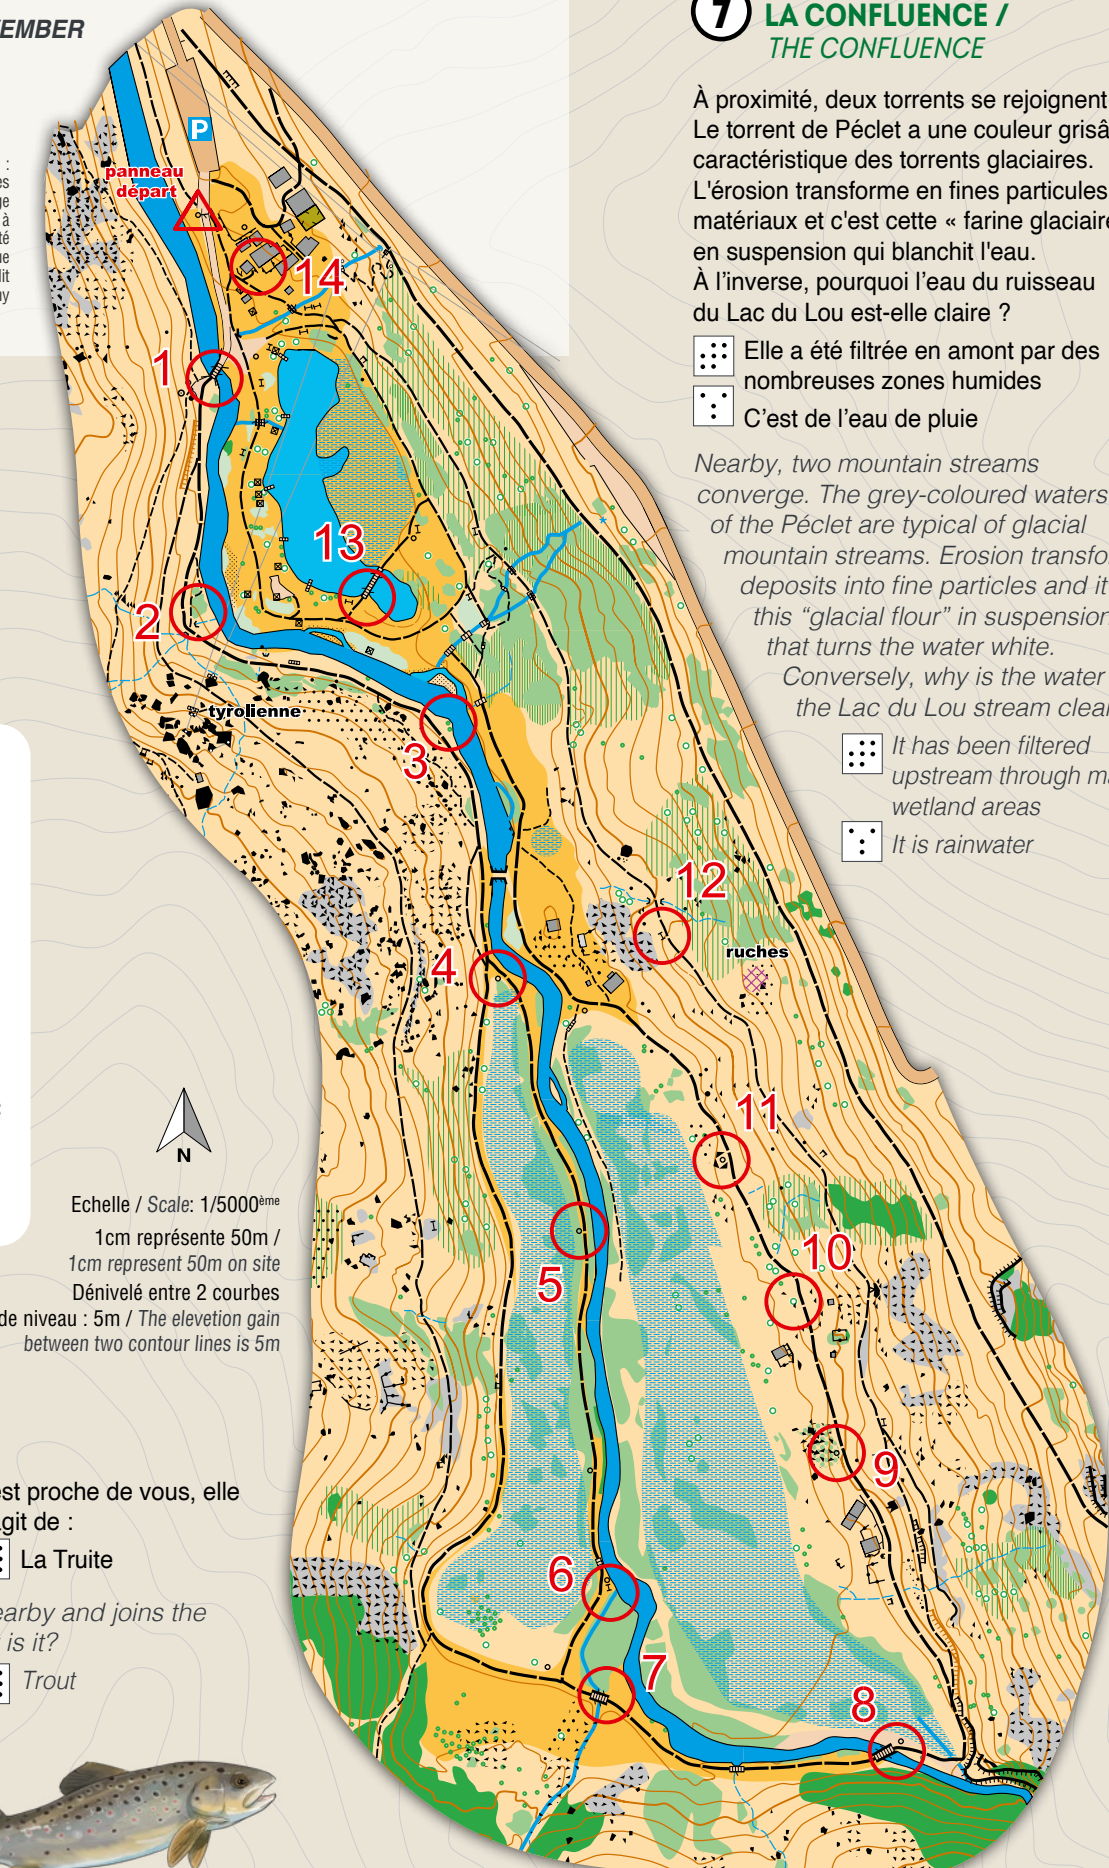 EMBER
:
es
ge
à
té
ue
dit
ny
7
LA CONFLUENCE /
THE CONFLUENCE
À proximité, deux torrents se rejoignent
Le torrent de Péclet a une couleur grisâ
caractéristique des torrents glaciaires.
L'érosion transforme en fines particules
matériaux et c'est cette « farine glaciaire
en suspension qui blanchit l'eau.
À l'inverse, pourquoi l'eau du ruisseau
du Lac du Lou est-elle claire ?
Elle a été filtrée en amont par des
nombreuses zones humides
C'est de l'eau de pluie
Nearby, two mountain streams
converge. The grey-coloured waters
of the Péclet are typical of glacial
mountain streams. Erosion transfo
deposits into fine particles and it
this “glacial flour” in suspension
that turns the water white.
Conversely, why is the water
the Lac du Lou stream clear
It has been filtered
upstream through ma
wetland areas
It is rainwater
P
panneau
départ
14
1
13
2
tyrolienne
3
12
ruches
4
11
10
5
9
6
7
8
N
Echelle / Scale: 1/5000ème
1cm représente 50m /
1cm represent 50m on site
Dénivelé entre 2 courbes
de niveau : 5m / The elevetion gain
between two contour lines is 5m
est proche de vous, elle
agit de :
La Truite
earby and joins the
is it?
Trout